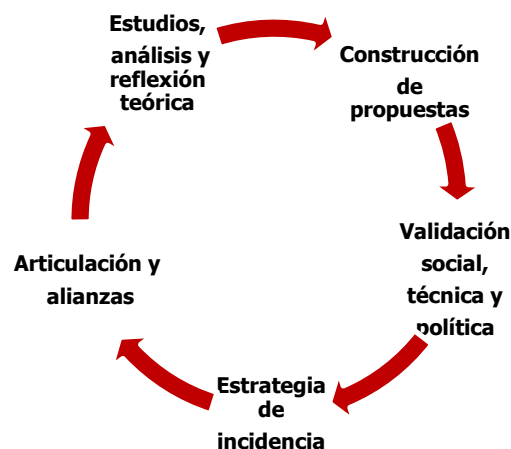 Estudios,
análisis y
reflexión
teórica
Construcción
de
propuestas
Validación
social,
técnica y
política
Estrategia
de
incidencia
Articulación y
alianzas